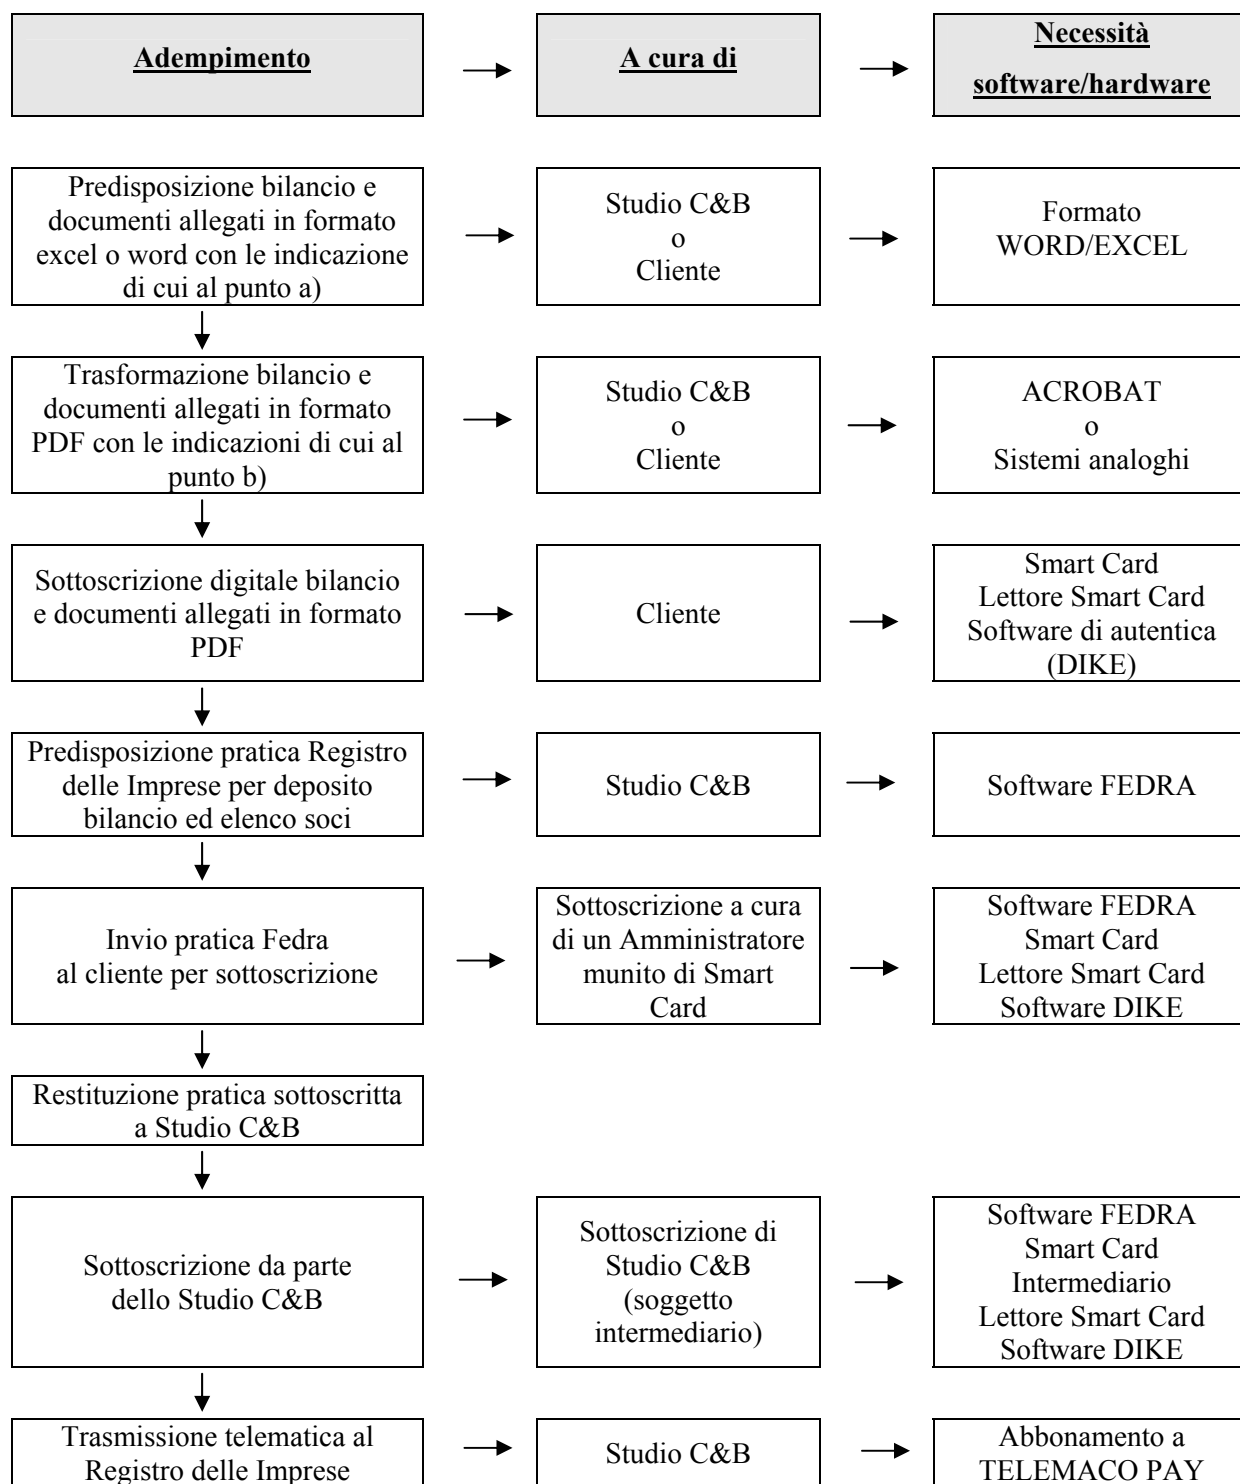 Adempimento
A cura di
Necessità
software/hardware
Predisposizione bilancio e
documenti allegati in formato
excel o word con le indicazione
di cui al punto a)
Studio C&B
o
Cliente
Formato
WORD/EXCEL
Trasformazione bilancio e
documenti allegati in formato
PDF con le indicazioni di cui al
punto b)
Studio C&B
o
Cliente
ACROBAT
o
Sistemi analoghi
Sottoscrizione digitale bilancio
e documenti allegati in formato
PDF
Cliente
Smart Card
Lettore Smart Card
Software di autentica
(DIKE)
Predisposizione pratica Registro
delle Imprese per deposito
bilancio ed elenco soci
Studio C&B
Software FEDRA
Invio pratica Fedra
al cliente per sottoscrizione
Sottoscrizione a cura
di un Amministratore
munito di Smart
Card
Software FEDRA
Smart Card
Lettore Smart Card
Software DIKE
Restituzione pratica sottoscritta
a Studio C&B
Sottoscrizione da parte
dello Studio C&B
Sottoscrizione di
Studio C&B
(soggetto
intermediario)
Software FEDRA
Smart Card
Intermediario
Lettore Smart Card
Software DIKE
Trasmissione telematica al
Registro delle Imprese
Studio C&B
Abbonamento a
TELEMACO PAY